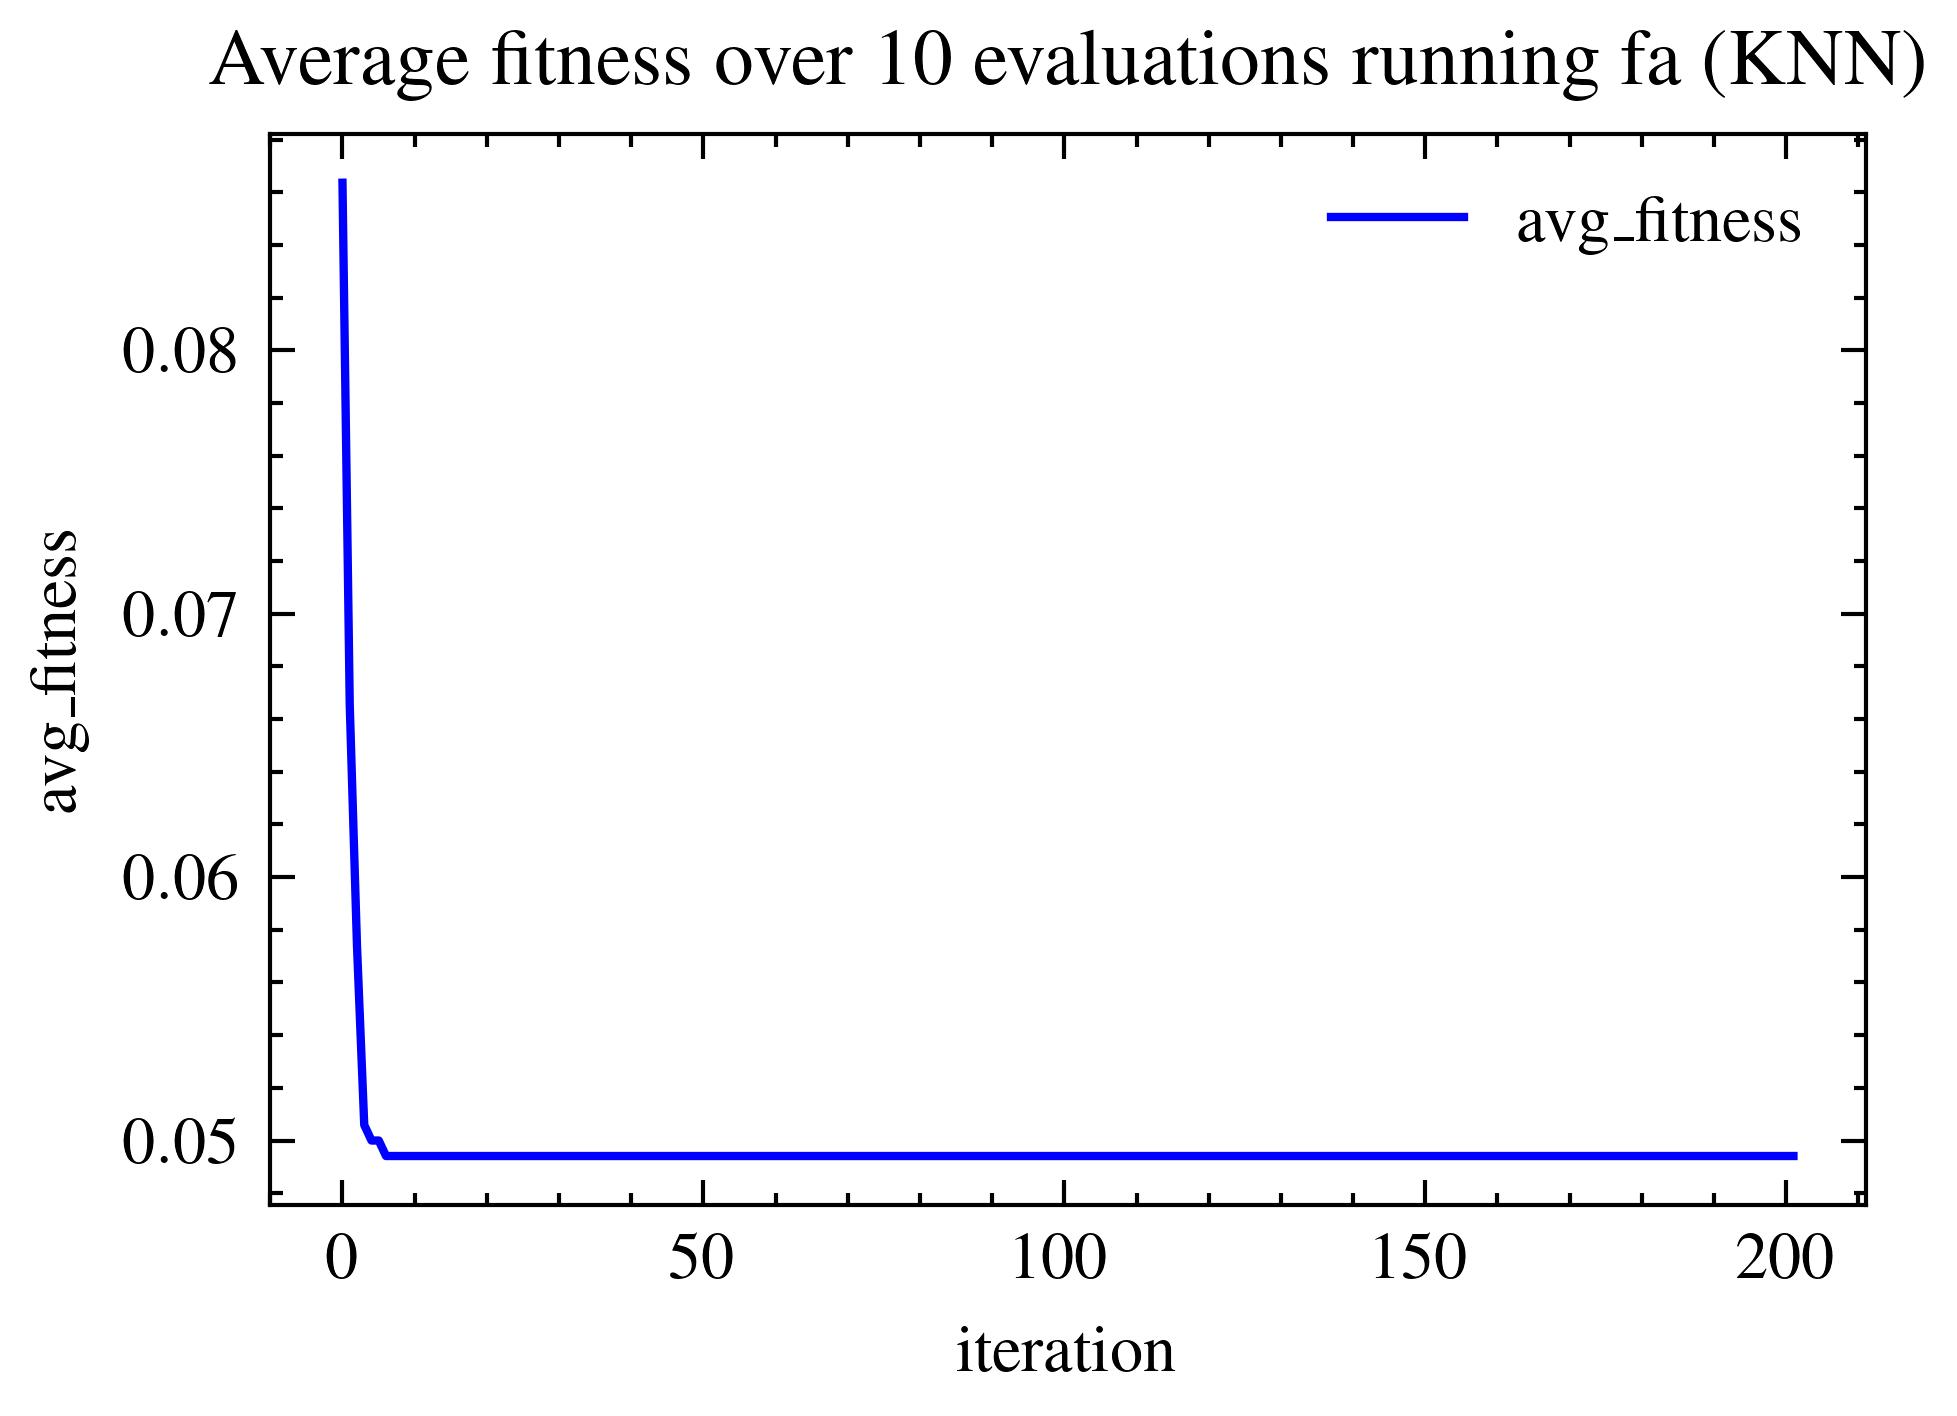 Average fitness over 10 evaluations running fa (KNN)
avg_fitness
0.08
0.07
0.06
0.05
avg_fitness
0 50 100 150 200
iteration